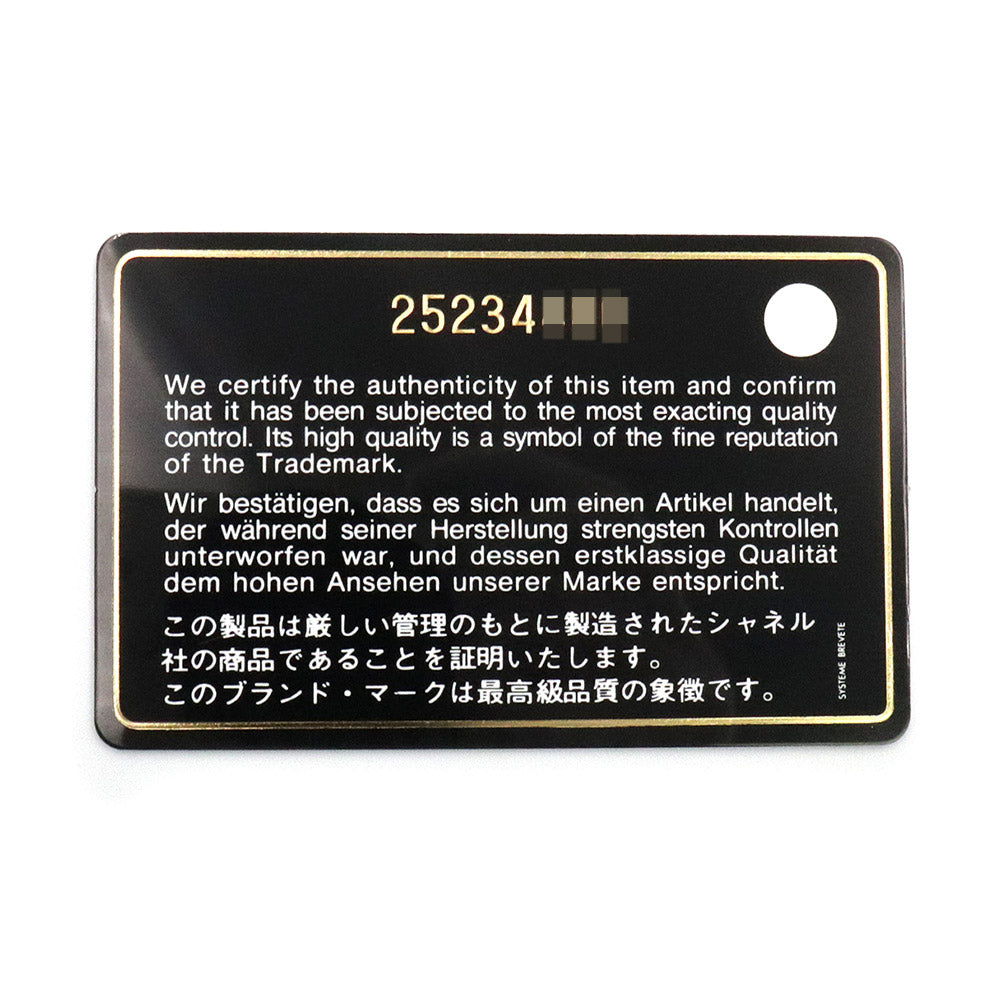 25234
We certify the authenticity of this item and confirm
that it has been subjected to the most exacting quality
control. Its high quality is a symbol of the fine reputation
of the Trademark.
Wir bestätigen, dass es sich um einen Artikel handelt,
der während seiner Herstellung strengsten Kontrollen
unterworfen war, und dessen erstklassige Qualität
dem hohen Ansehen unserer Marke entspricht.
この製品は厳しい管理のもとに製造されたシャネル
社の商品であることを証明いたします。
このブランド・マークは最高級品質の象徴です。
SYSTEME BREVETE